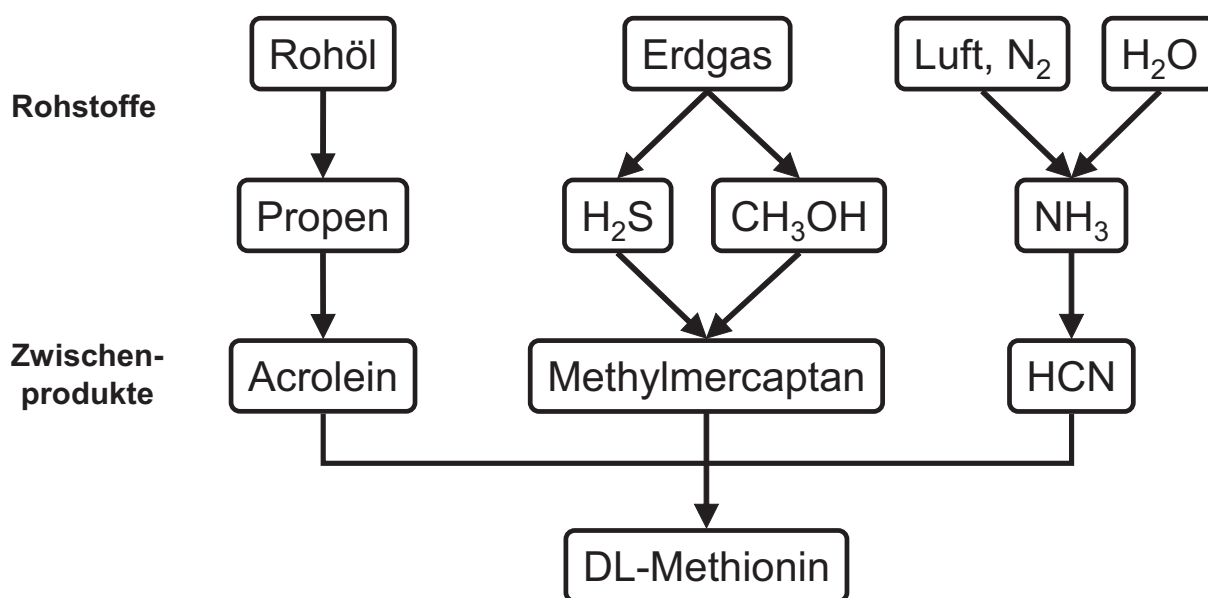 Rohöl
Erdgas
Luft, N₂
H₂O
Rohstoffe
Propen
H₂S
CH₃OH
NH₃
Zwischen-
produkte
Acrolein
Methylmercaptan
HCN
DL-Methionin